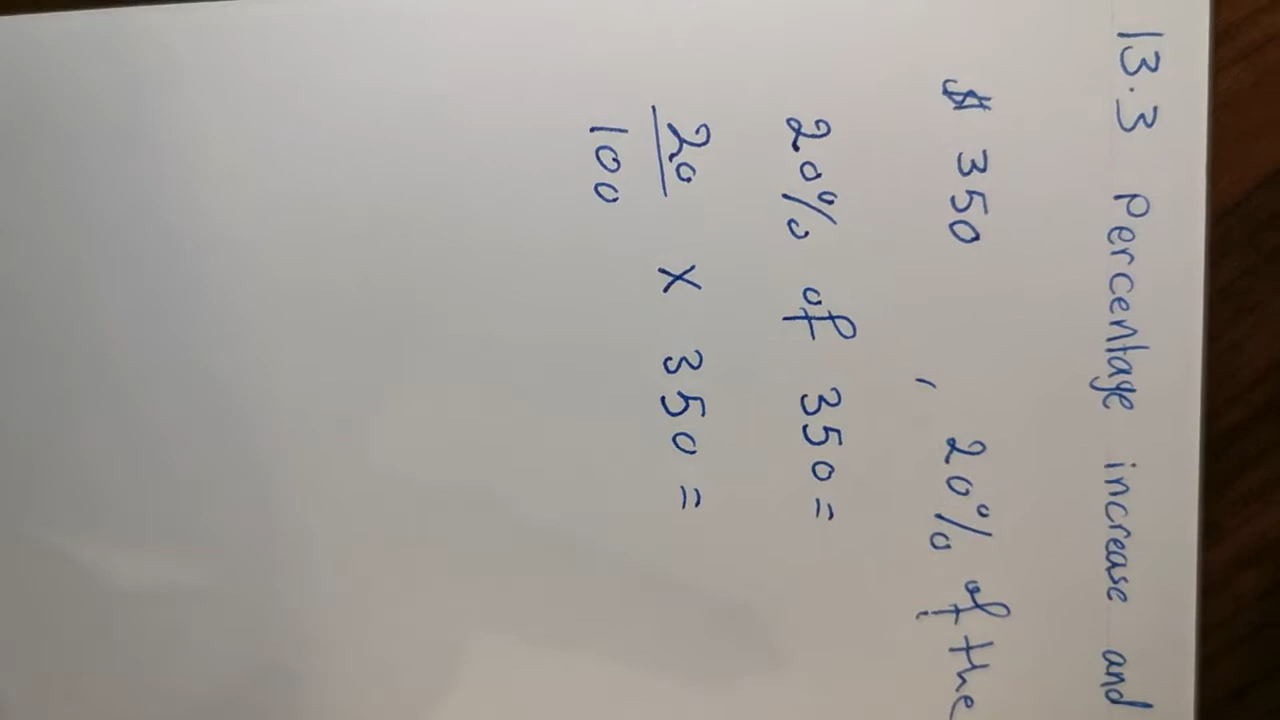 13.3 Percentage increase and
$ 350 , 20% of the
20% of 350 =
20
100 × 350 =